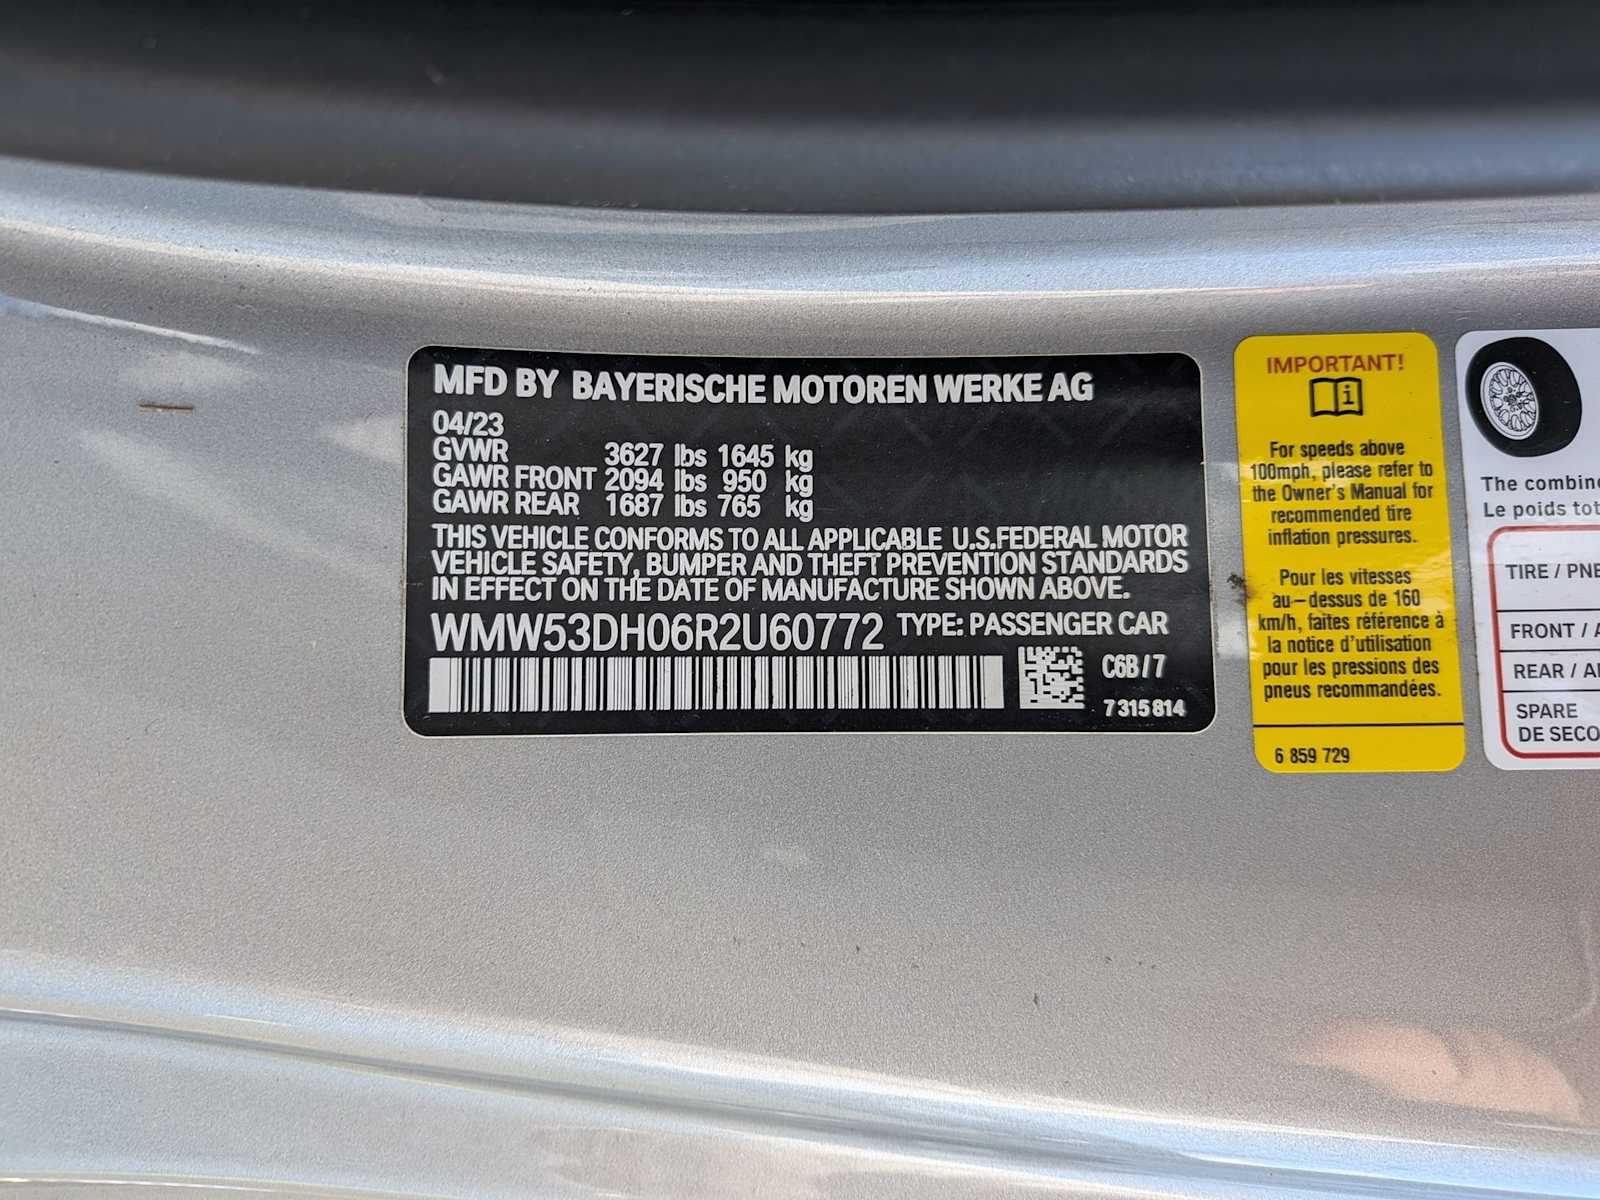 MFD BY BAYERISCHE MOTOREN WERKE AG
04/23
GVWR 3627 lbs 1645 kg
GAWR FRONT 2094 lbs 950 kg
GAWR REAR 1687 lbs 765 kg
THIS VEHICLE CONFORMS TO ALL APPLICABLE U.S.FEDERAL MOTOR
VEHICLE SAFETY, BUMPER AND THEFT PREVENTION STANDARDS
IN EFFECT ON THE DATE OF MANUFACTURE SHOWN ABOVE.
WMW53DH06R2U60772 TYPE: PASSENGER CAR
C6B/7
7 315 814
IMPORTANT!
i
For speeds above
100mph, please refer to
the Owner's Manual for
recommended tire
inflation pressures.
Pour les vitesses
au-dessus de 160
km/h, faites référence à
la notice d'utilisation
pour les pressions des
pneus recommandées.
6 859 729
The combin
Le poids tot
TIRE / PNE
FRONT / A
REAR / A
SPARE
DE SECO